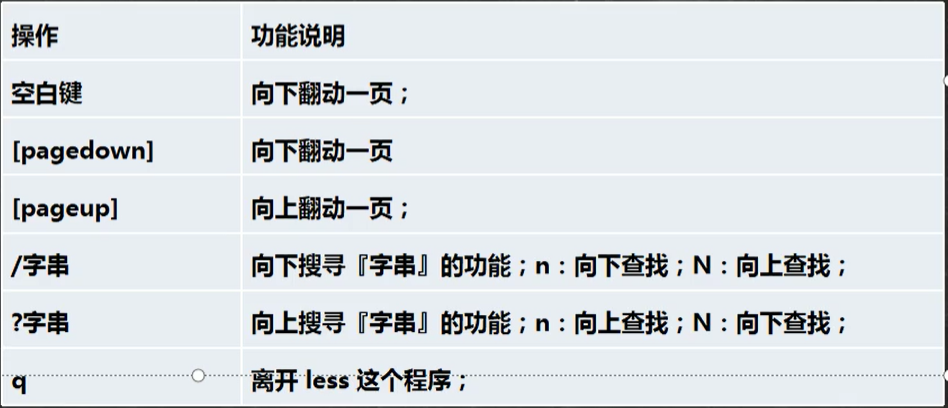 操作 功能说明
空白键 向下翻动一页；
[pagedown] 向下翻动一页
[pageup] 向上翻动一页；
/字串 向下搜寻『字串』的功能；n：向下查找；N：向上查找；
?字串 向上搜寻『字串』的功能；n：向上查找；N：向下查找；
q 离开 less 这个程序；